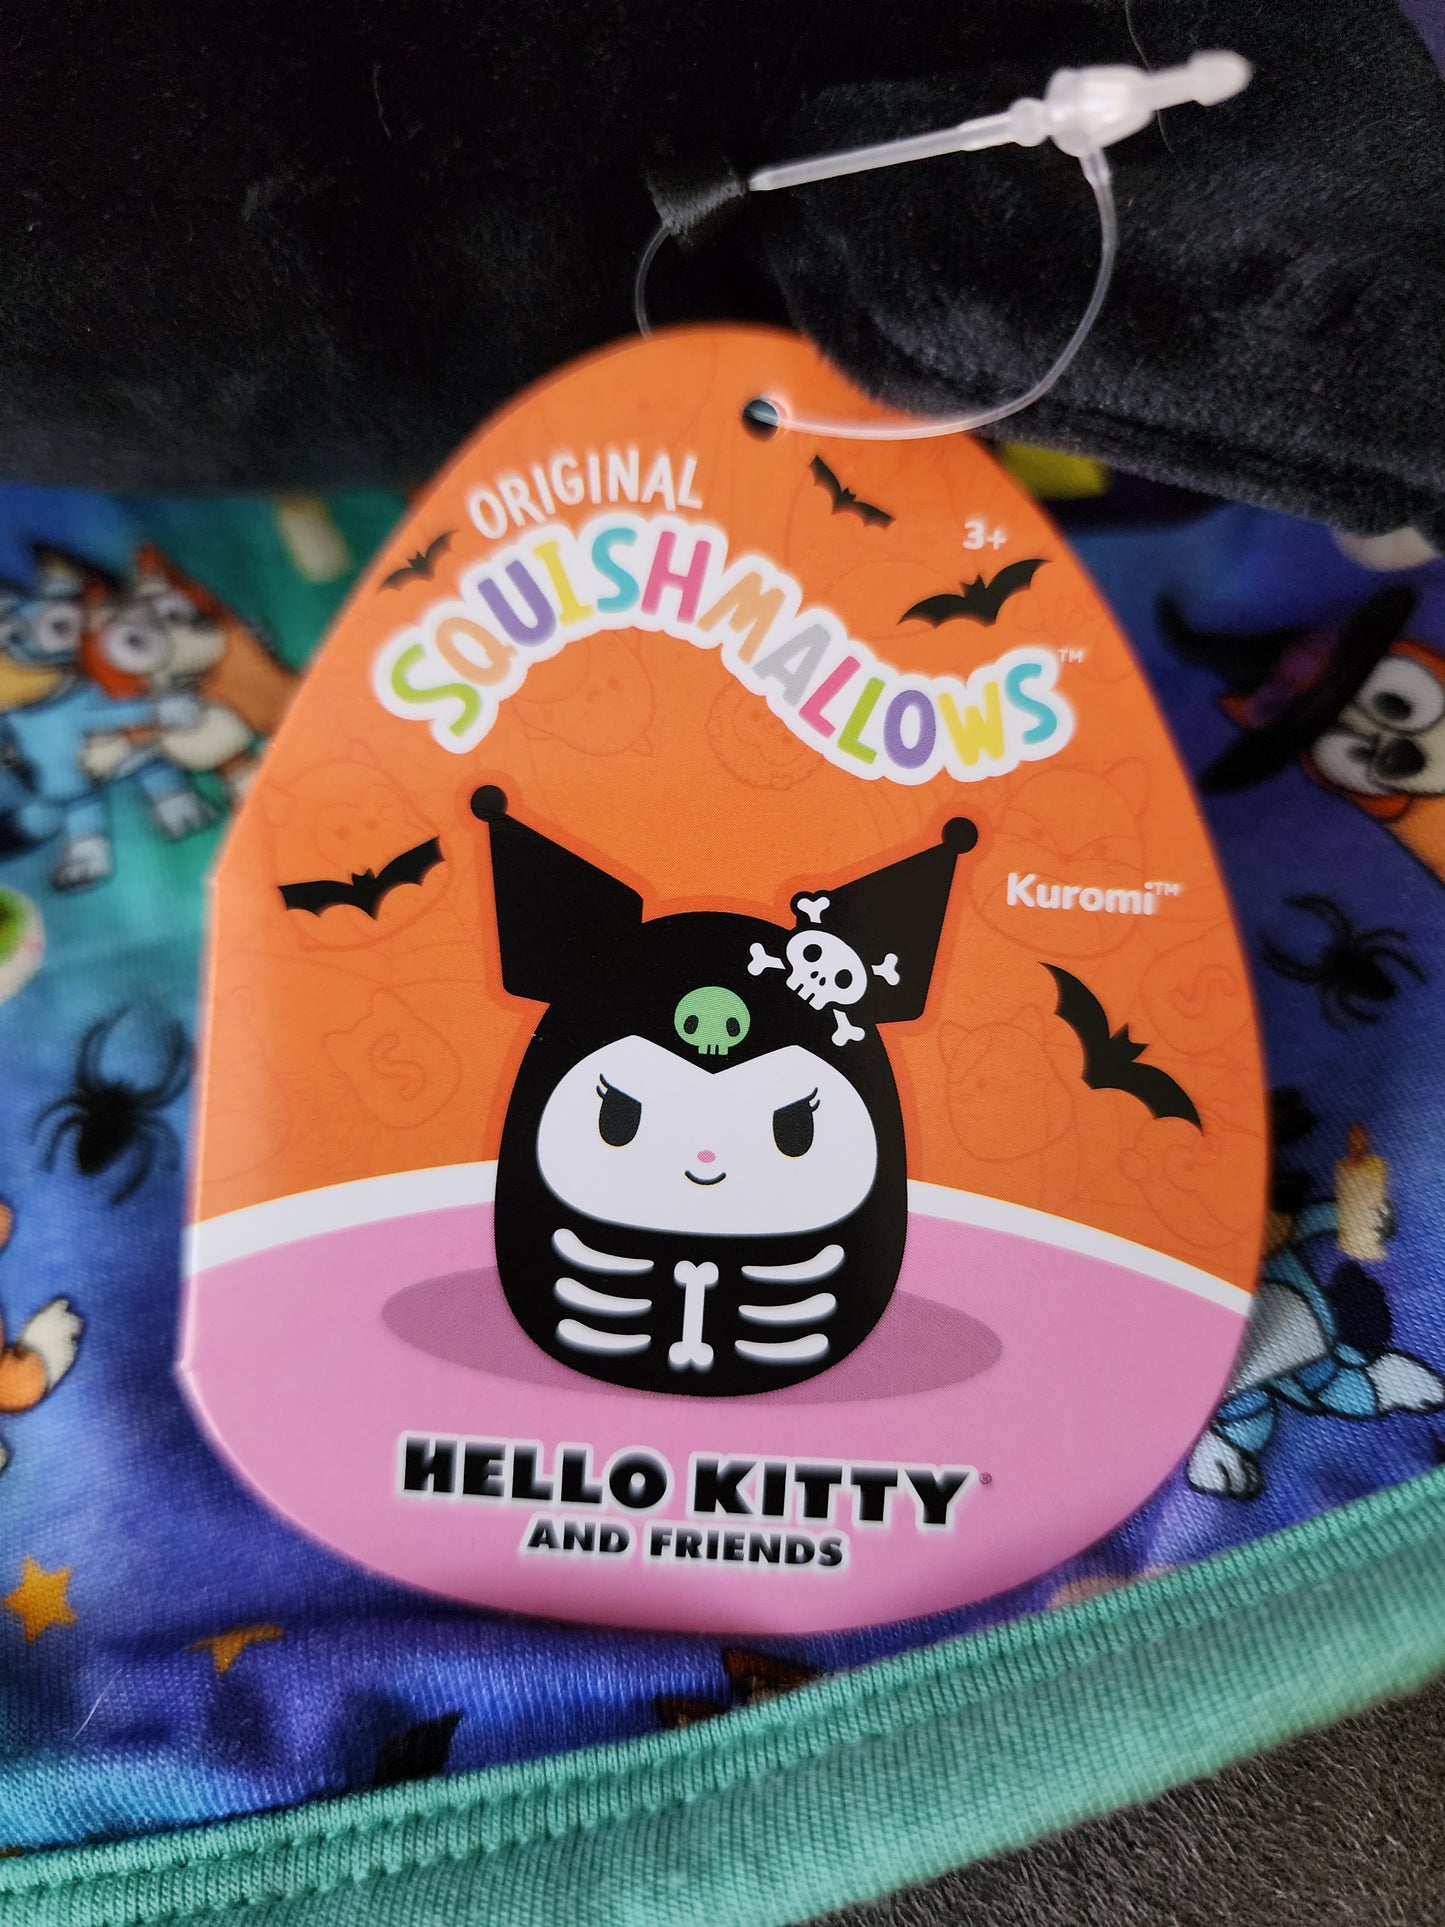 ORIGINAL
SQUISHMALLOWS™
3+
Kuromi™
HELLO KITTY®
AND FRIENDS